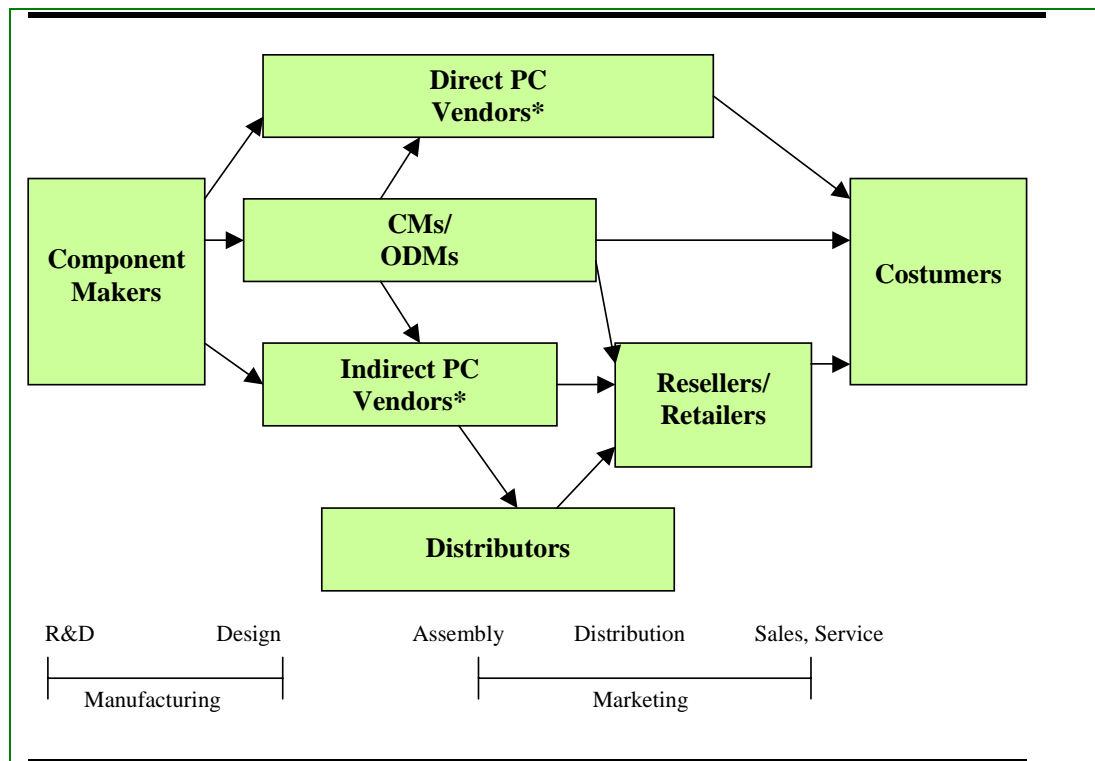 Direct PC
Vendors*
CMs/
ODMs
Component
Makers
Costumers
Indirect PC
Vendors*
Resellers/
Retailers
Distributors
R&D Design Assembly Distribution Sales, Service
Manufacturing Marketing